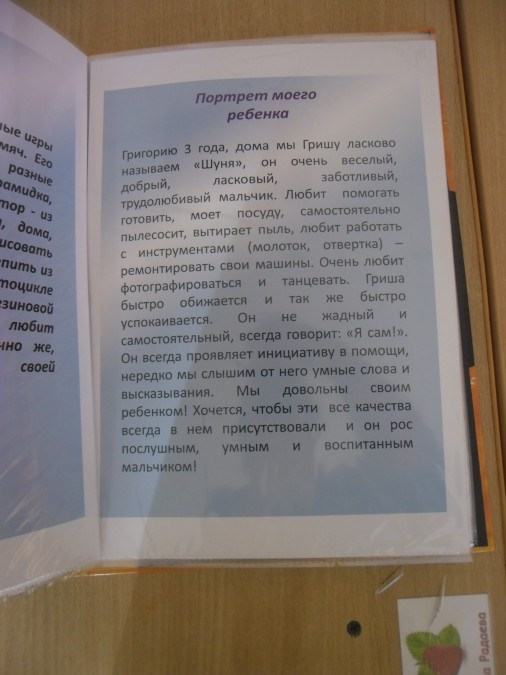 ные игры
мяч. Его
разные
рамидка,
тор - из
дома,
исовать
епить из
тоцикле
езиновой
любит
чно же,
своей
Портрет моего
ребенка
Григорию 3 года, дома мы Гришу ласково
называем «Шуня», он очень веселый,
добрый, ласковый, заботливый,
трудолюбивый мальчик. Любит помогать
готовить, моет посуду, самостоятельно
пылесосит, вытирает пыль, любит работать
с инструментами (молоток, отвертка) –
ремонтировать свои машины. Очень любит
фотографироваться и танцевать. Гриша
быстро обижается и так же быстро
успокаивается. Он не жадный и
самостоятельный, всегда говорит: «Я сам!».
Он всегда проявляет инициативу в помощи,
нередко мы слышим от него умные слова и
высказывания. Мы довольны своим
ребенком! Хочется, чтобы эти все качества
всегда в нем присутствовали и он рос
послушным, умным и воспитанным
мальчиком!
а Радаева